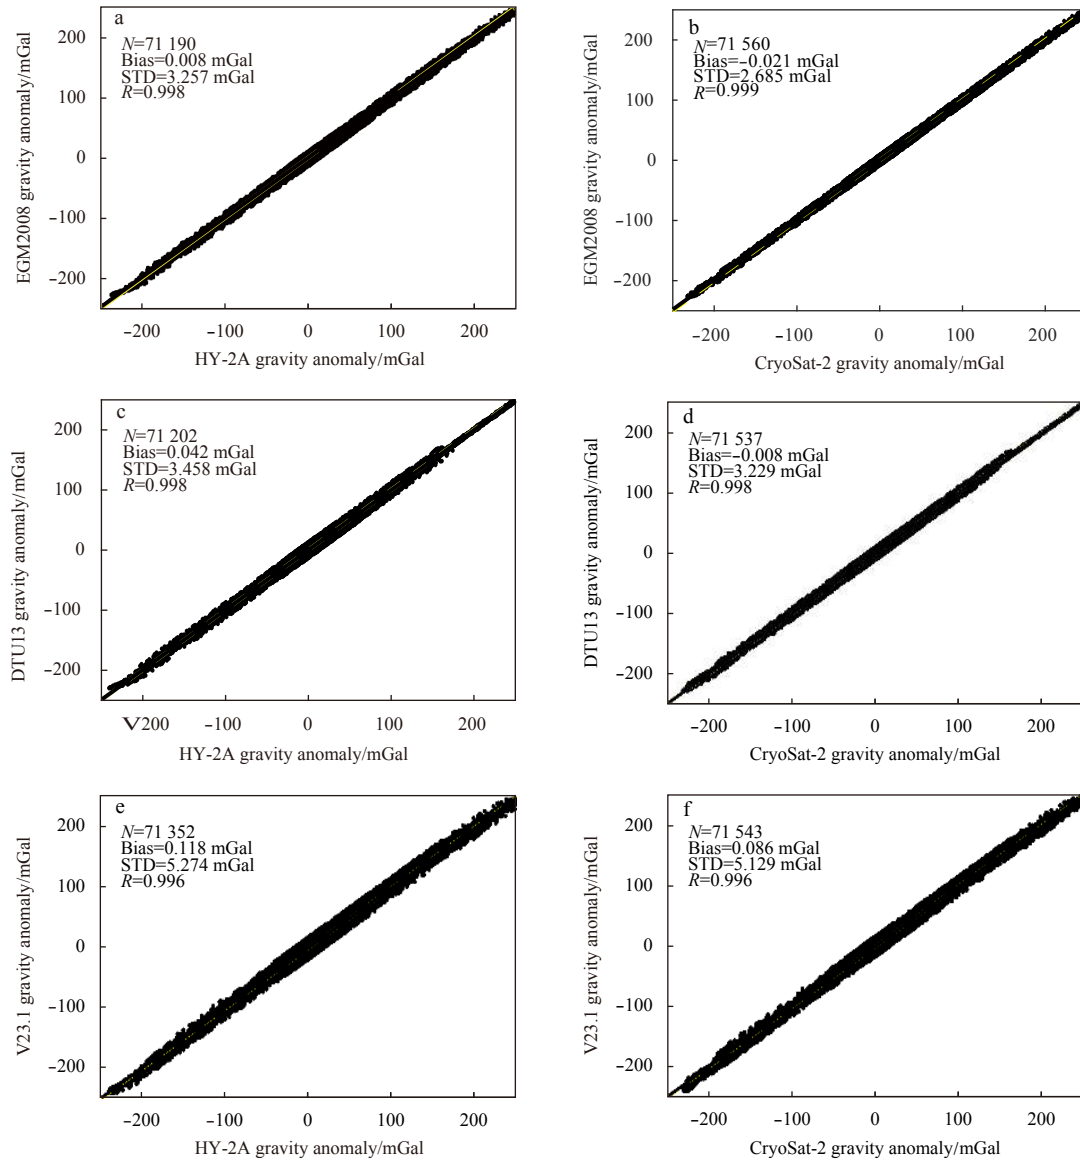 a
N=71 190
Bias=0.008 mGal
STD=3.257 mGal
R=0.998
200
100
0
−100
−200
EGM2008 gravity anomaly/mGal
−200 −100 0 100 200
HY-2A gravity anomaly/mGal
b
N=71 560
Bias=−0.021 mGal
STD=2.685 mGal
R=0.999
200
100
0
−100
−200
EGM2008 gravity anomaly/mGal
−200 −100 0 100 200
CryoSat-2 gravity anomaly/mGal
c
N=71 202
Bias=0.042 mGal
STD=3.458 mGal
R=0.998
200
100
0
−100
−200
DTU13 gravity anomaly/mGal
V200 −100 0 100 200
HY-2A gravity anomaly/mGal
d
N=71 537
Bias=−0.008 mGal
STD=3.229 mGal
R=0.998
200
100
0
−100
−200
DTU13 gravity anomaly/mGal
−200 −100 0 100 200
CryoSat-2 gravity anomaly/mGal
e
N=71 352
Bias=0.118 mGal
STD=5.274 mGal
R=0.996
200
100
0
−100
−200
V23.1 gravity anomaly/mGal
−200 −100 0 100 200
HY-2A gravity anomaly/mGal
f
N=71 543
Bias=0.086 mGal
STD=5.129 mGal
R=0.996
200
100
0
−100
−200
V23.1 gravity anomaly/mGal
−200 −100 0 100 200
CryoSat-2 gravity anomaly/mGal